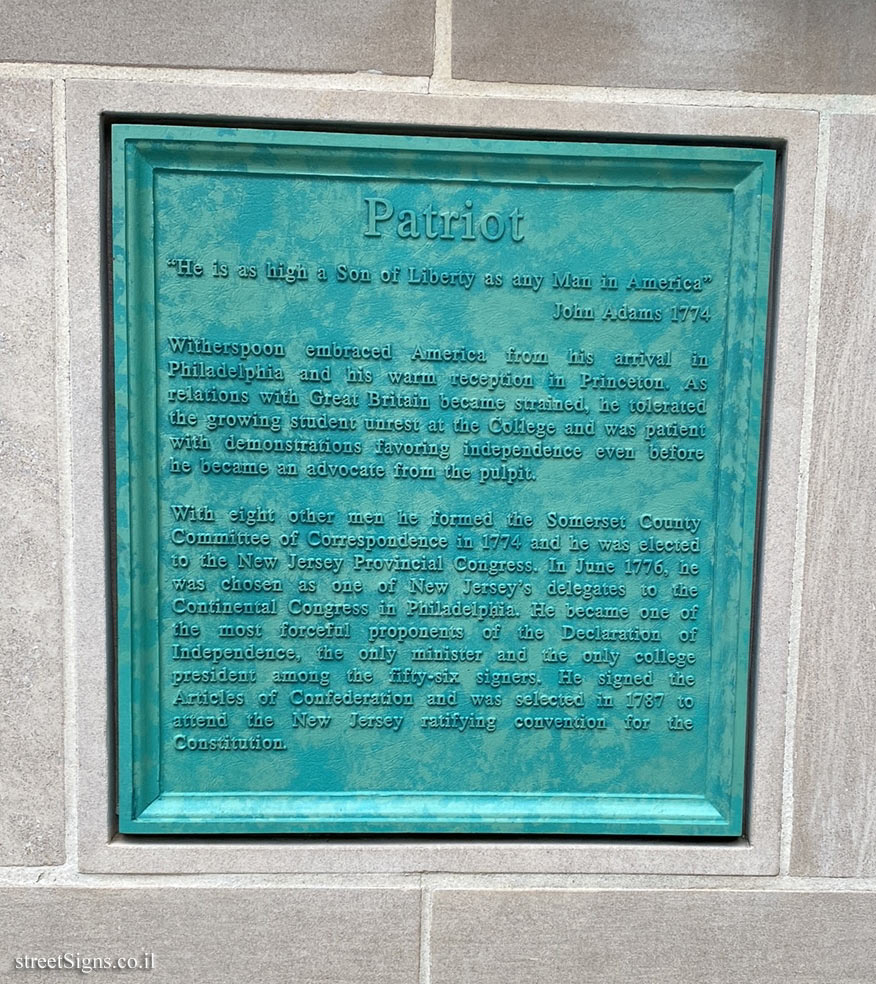 Patriot
“He is as high a Son of Liberty as any Man in America”
John Adams 1774
Witherspoon embraced America from his arrival in
Philadelphia and his warm reception in Princeton. As
relations with Great Britain became strained, he tolerated
the growing student unrest at the College and was patient
with demonstrations favoring independence even before
he became an advocate from the pulpit.
With eight other men he formed the Somerset County
Committee of Correspondence in 1774 and he was elected
to the New Jersey Provincial Congress. In June 1776, he
was chosen as one of New Jersey’s delegates to the
Continental Congress in Philadelphia. He became one of
the most forceful proponents of the Declaration of
Independence, the only minister and the only college
president among the fifty-six signers. He signed the
Articles of Confederation and was selected in 1787 to
attend the New Jersey ratifying convention for the
Constitution.
streetSigns.co.il